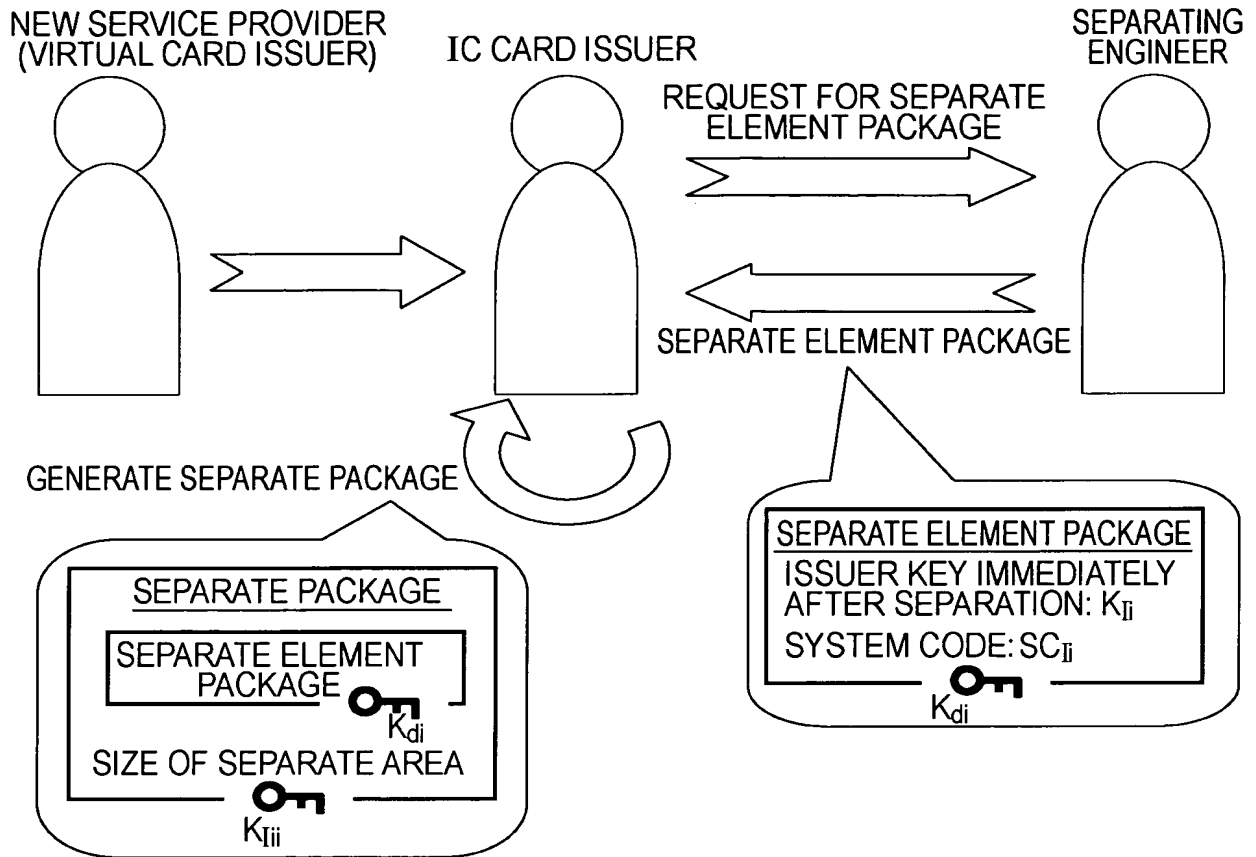 NEW SERVICE PROVIDER
(VIRTUAL CARD ISSUER)
IC CARD ISSUER
SEPARATING
ENGINEER
REQUEST FOR SEPARATE
ELEMENT PACKAGE
SEPARATE ELEMENT PACKAGE
GENERATE SEPARATE PACKAGE
SEPARATE PACKAGE
SEPARATE ELEMENT
PACKAGE
Kdi
SIZE OF SEPARATE AREA
KIii
SEPARATE ELEMENT PACKAGE
ISSUER KEY IMMEDIATELY
AFTER SEPARATION: KIi
SYSTEM CODE: SCIi
Kdi